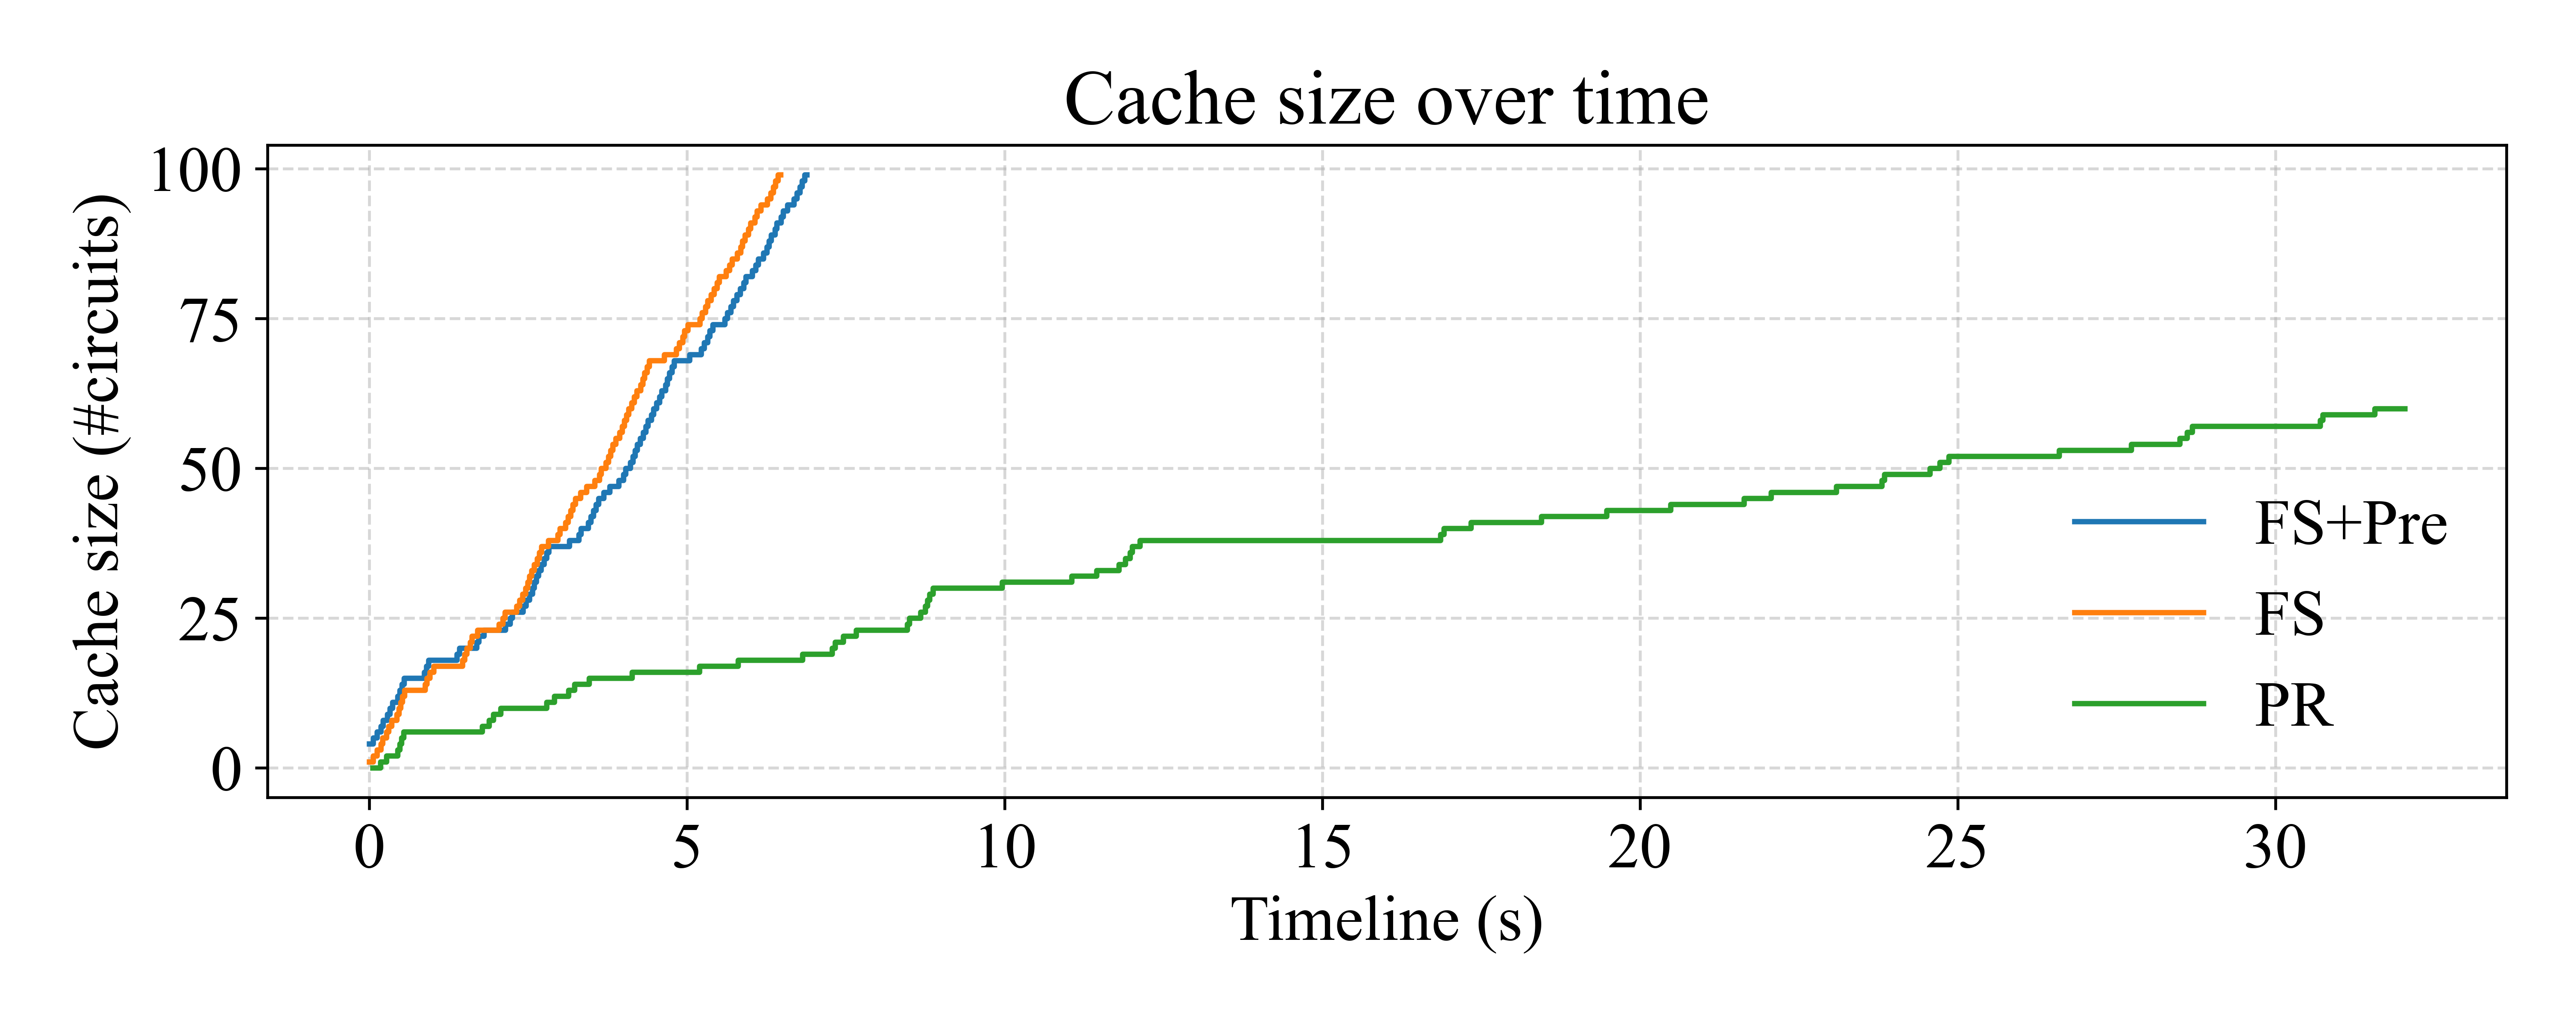 Cache size over time
Cache size (#circuits)
100
75
50
25
0
0 5 10 15 20 25 30
Timeline (s)
FS+Pre
FS
PR